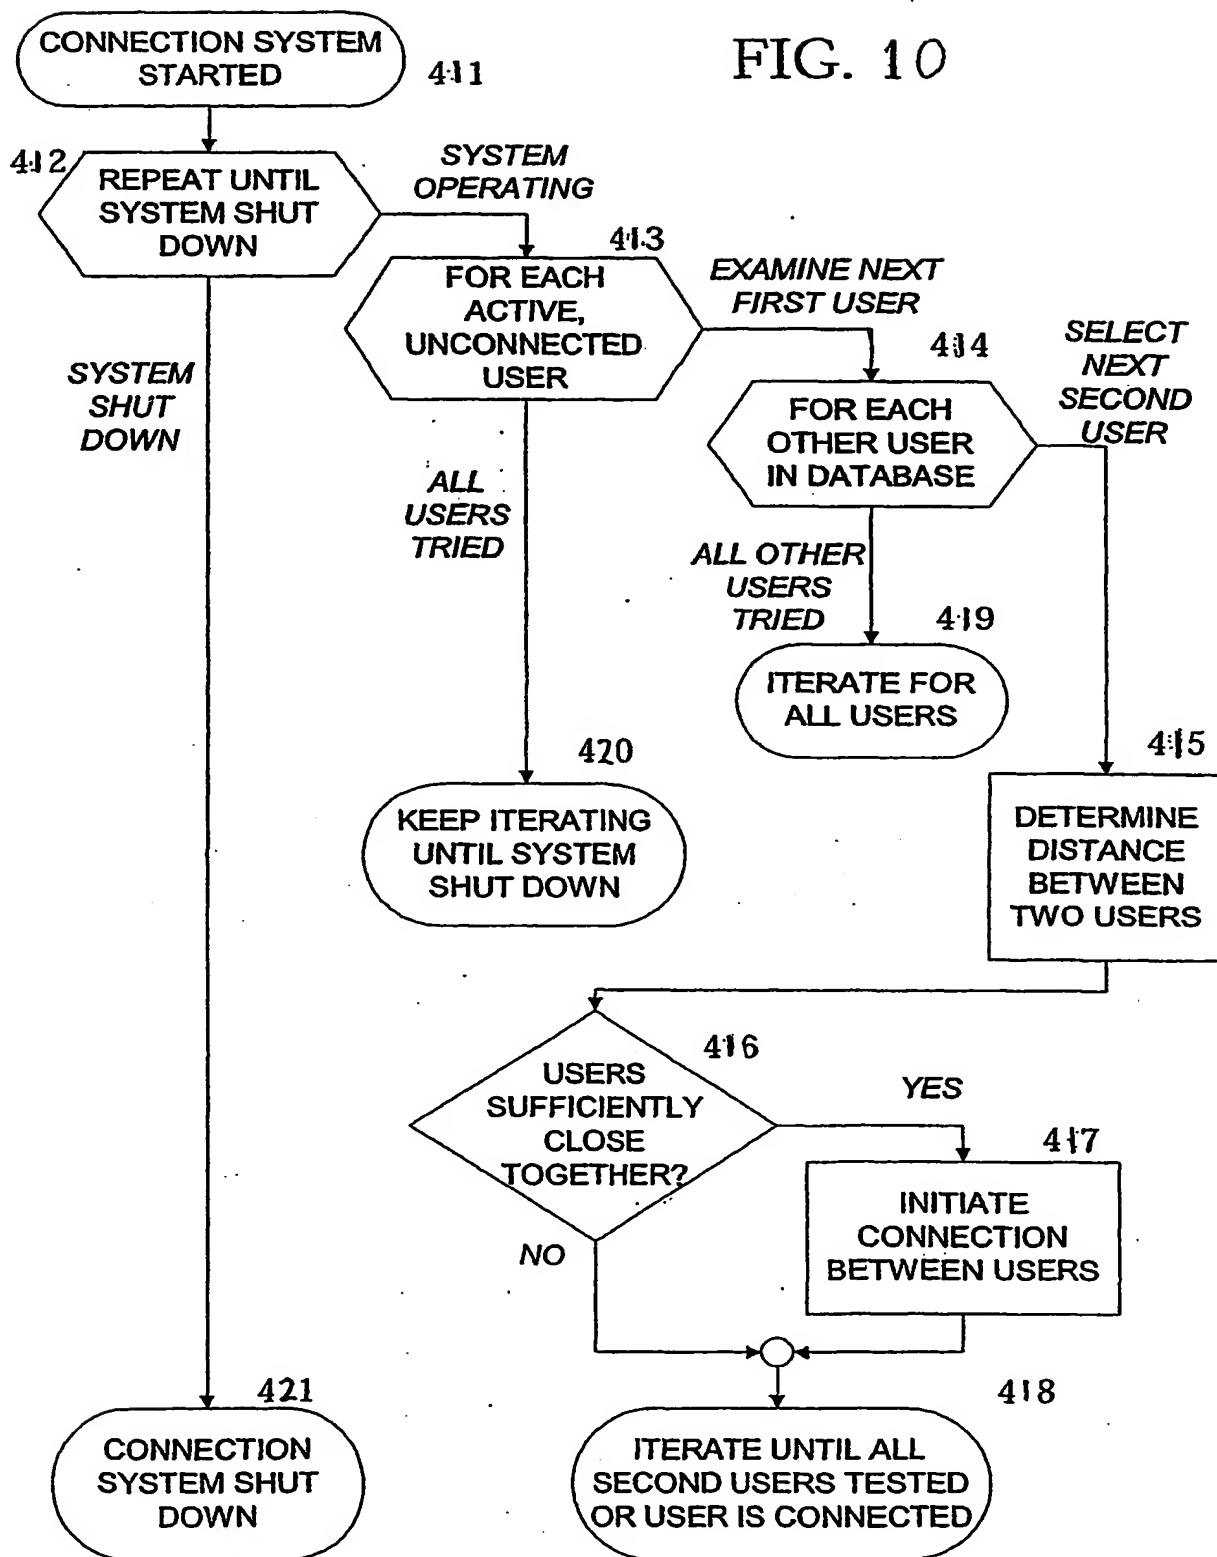 FIG. 10
CONNECTION SYSTEM
STARTED
411
412
REPEAT UNTIL
SYSTEM SHUT
DOWN
SYSTEM
OPERATING
413
FOR EACH
ACTIVE,
UNCONNECTED
USER
EXAMINE NEXT
FIRST USER
414
FOR EACH
OTHER USER
IN DATABASE
SELECT
NEXT
SECOND
USER
SYSTEM
SHUT
DOWN
ALL
USERS
TRIED
ALL OTHER
USERS
TRIED
419
ITERATE FOR
ALL USERS
420
KEEP ITERATING
UNTIL SYSTEM
SHUT DOWN
415
DETERMINE
DISTANCE
BETWEEN
TWO USERS
416
USERS
SUFFICIENTLY
CLOSE
TOGETHER?
YES
417
INITIATE
CONNECTION
BETWEEN USERS
NO
418
ITERATE UNTIL ALL
SECOND USERS TESTED
OR USER IS CONNECTED
421
CONNECTION
SYSTEM SHUT
DOWN